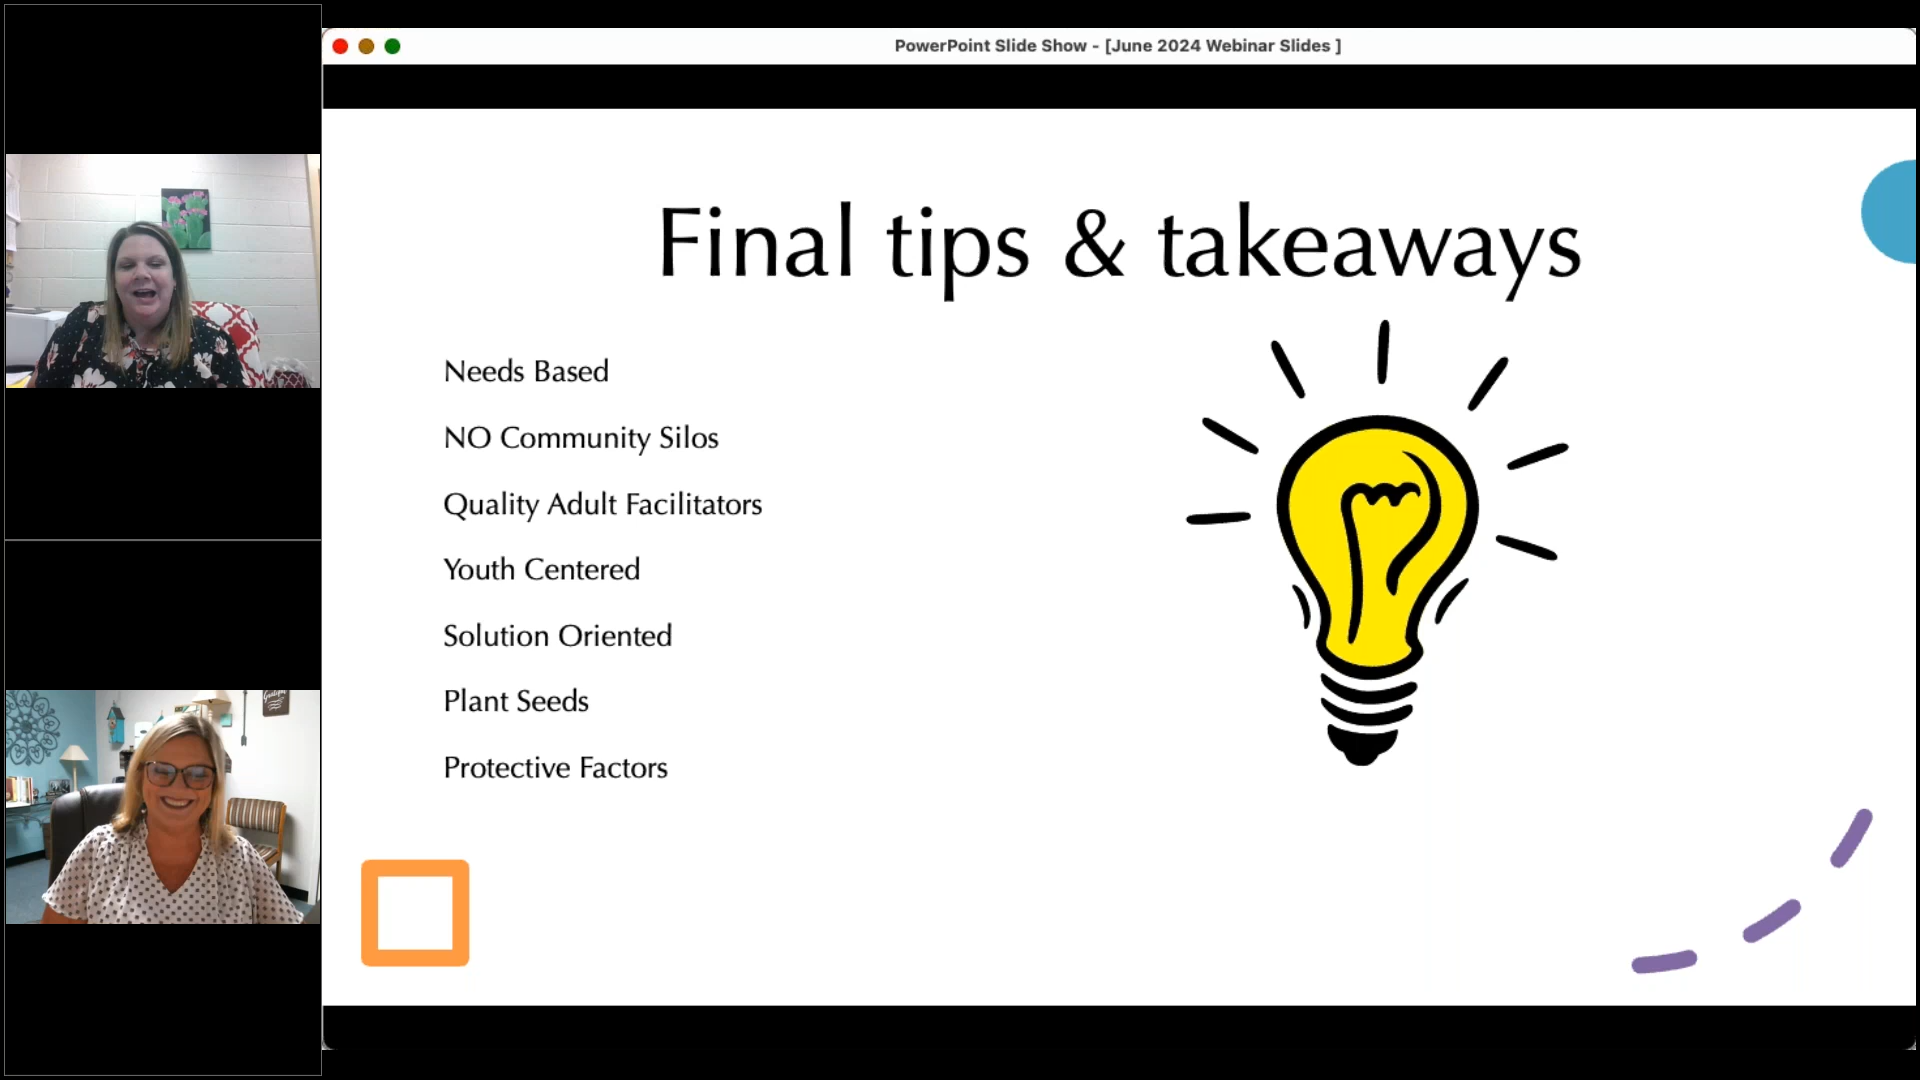 PowerPoint Slide Show - [June 2024 Webinar Slides ]
Final tips & takeaways
Needs Based
NO Community Silos
Quality Adult Facilitators
Youth Centered
Solution Oriented
Plant Seeds
Protective Factors